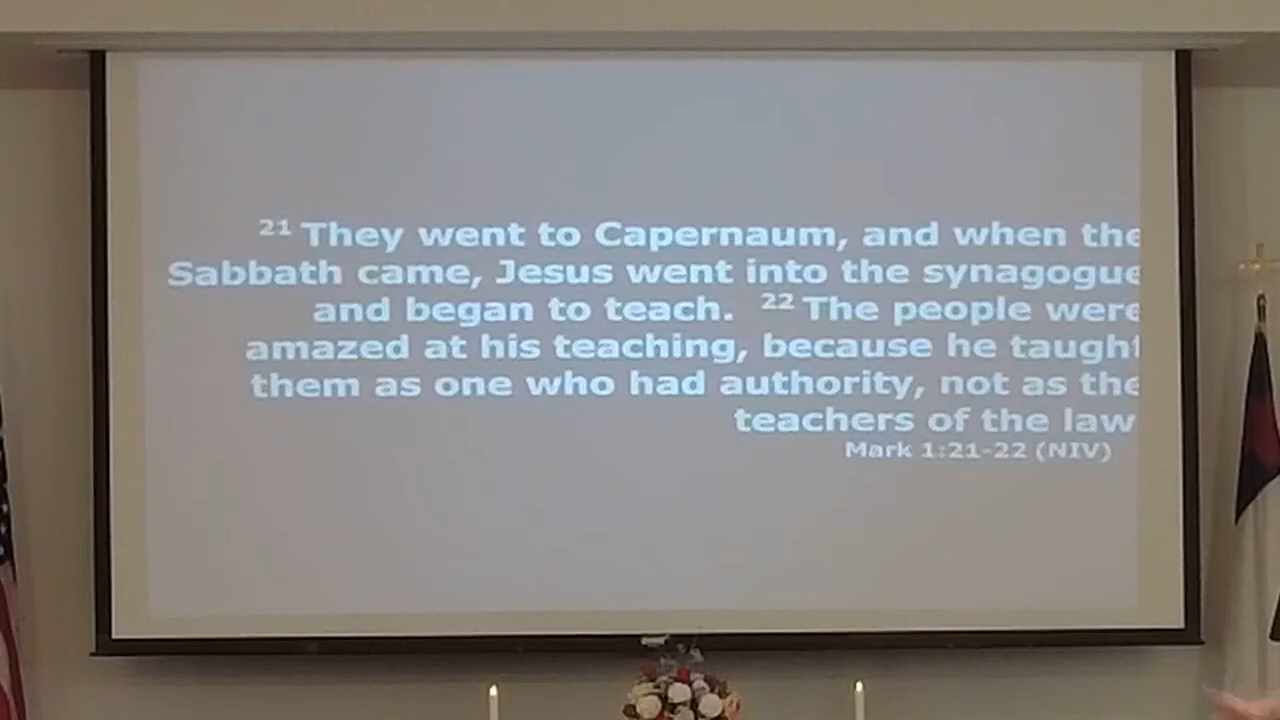 21 They went to Capernaum, and when the
Sabbath came, Jesus went into the synagogue
and began to teach. 22 The people were
amazed at his teaching, because he taught
them as one who had authority, not as the
teachers of the law
Mark 1:21-22 (NIV)